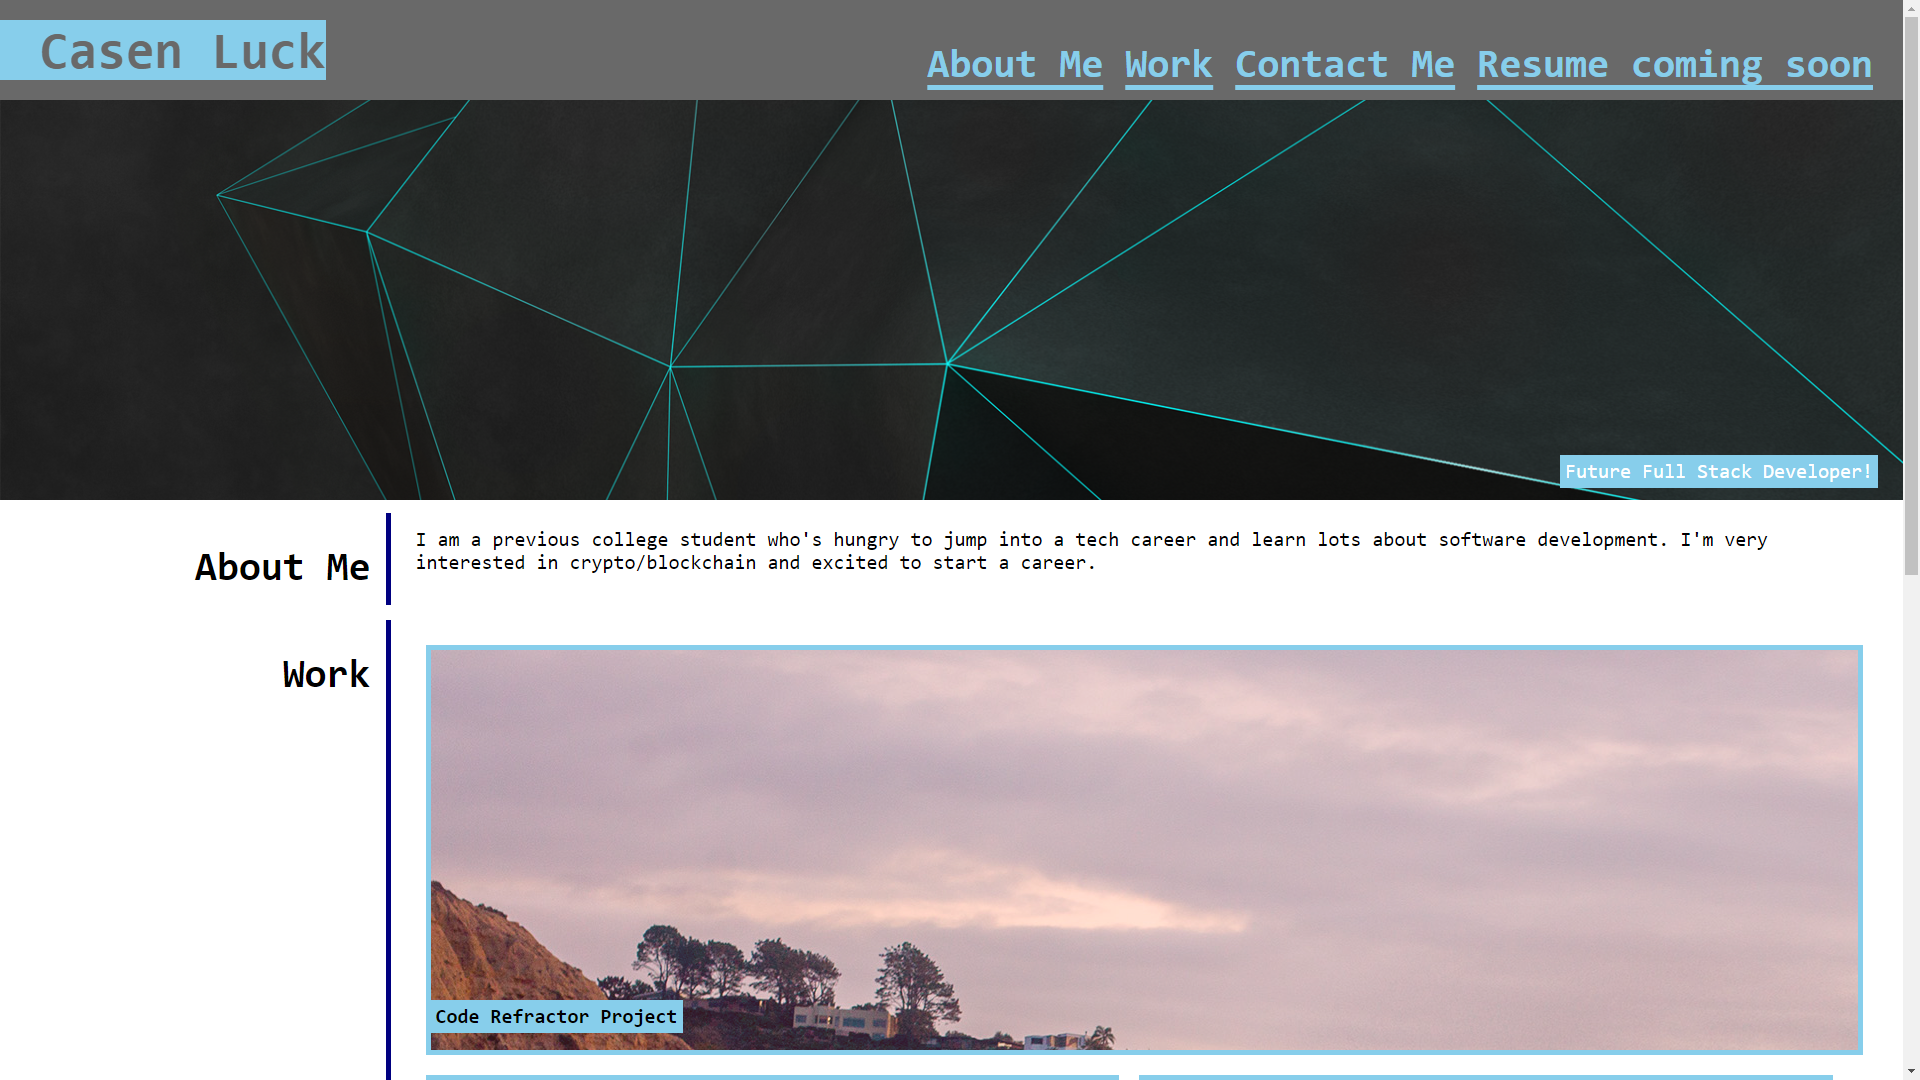 Casen Luck
About Me Work Contact Me Resume coming soon
Future Full Stack Developer!
About Me
I am a previous college student who's hungry to jump into a tech career and learn lots about software development. I'm very
interested in crypto/blockchain and excited to start a career.
Work
Code Refractor Project